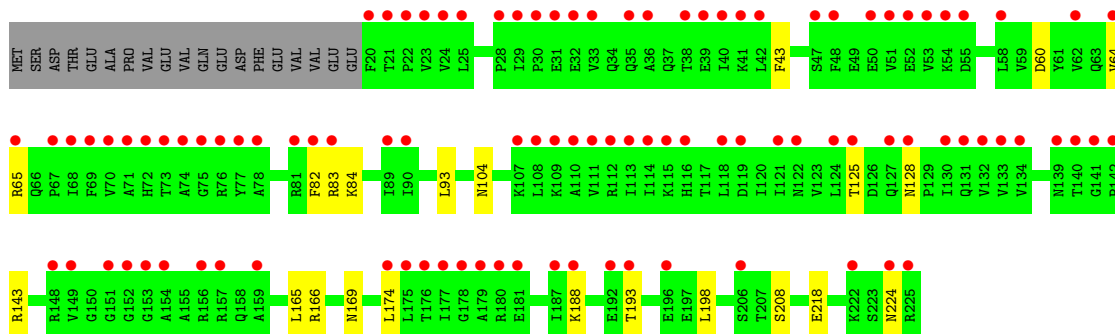 MET SER ASP THR GLU ALA PRO VAL GLU VAL GLN GLU ASP PHE GLU VAL VAL GLU GLU F20 T21 P22 V23 V24 L25 P28 I29 P30 E31 E32 V33 Q34 Q35 A36 Q37 T38 E39 I40 K41 L42 F43 S47 F48 E49 E50 V51 E52 V53 K54 D55 L58 V59 D60 Y61 V62 Q63 V64
R65 Q66 P67 I68 F69 V70 A71 H72 T73 A74 G75 R76 Y77 A78 R81 F82 R83 K84 I89 I90 L93 N104 K107 L108 K109 A110 V111 R112 I113 I114 K115 H116 T117 L118 D119 I120 I121 N122 V123 I124 T125 D126 Q127 N128 P129 I130 Q131 V132 V133 Y134 N139 T140 G141
R143 R148 V149 G150 G151 G152 G153 A154 A155 R156 R157 Q158 A159 L165 R166 N169 L174 L175 T176 I177 G178 A179 R180 E181 I187 K188 E192 T193 E196 E197 L198 S206 T207 S208 E218 K222 S223 N224 R225